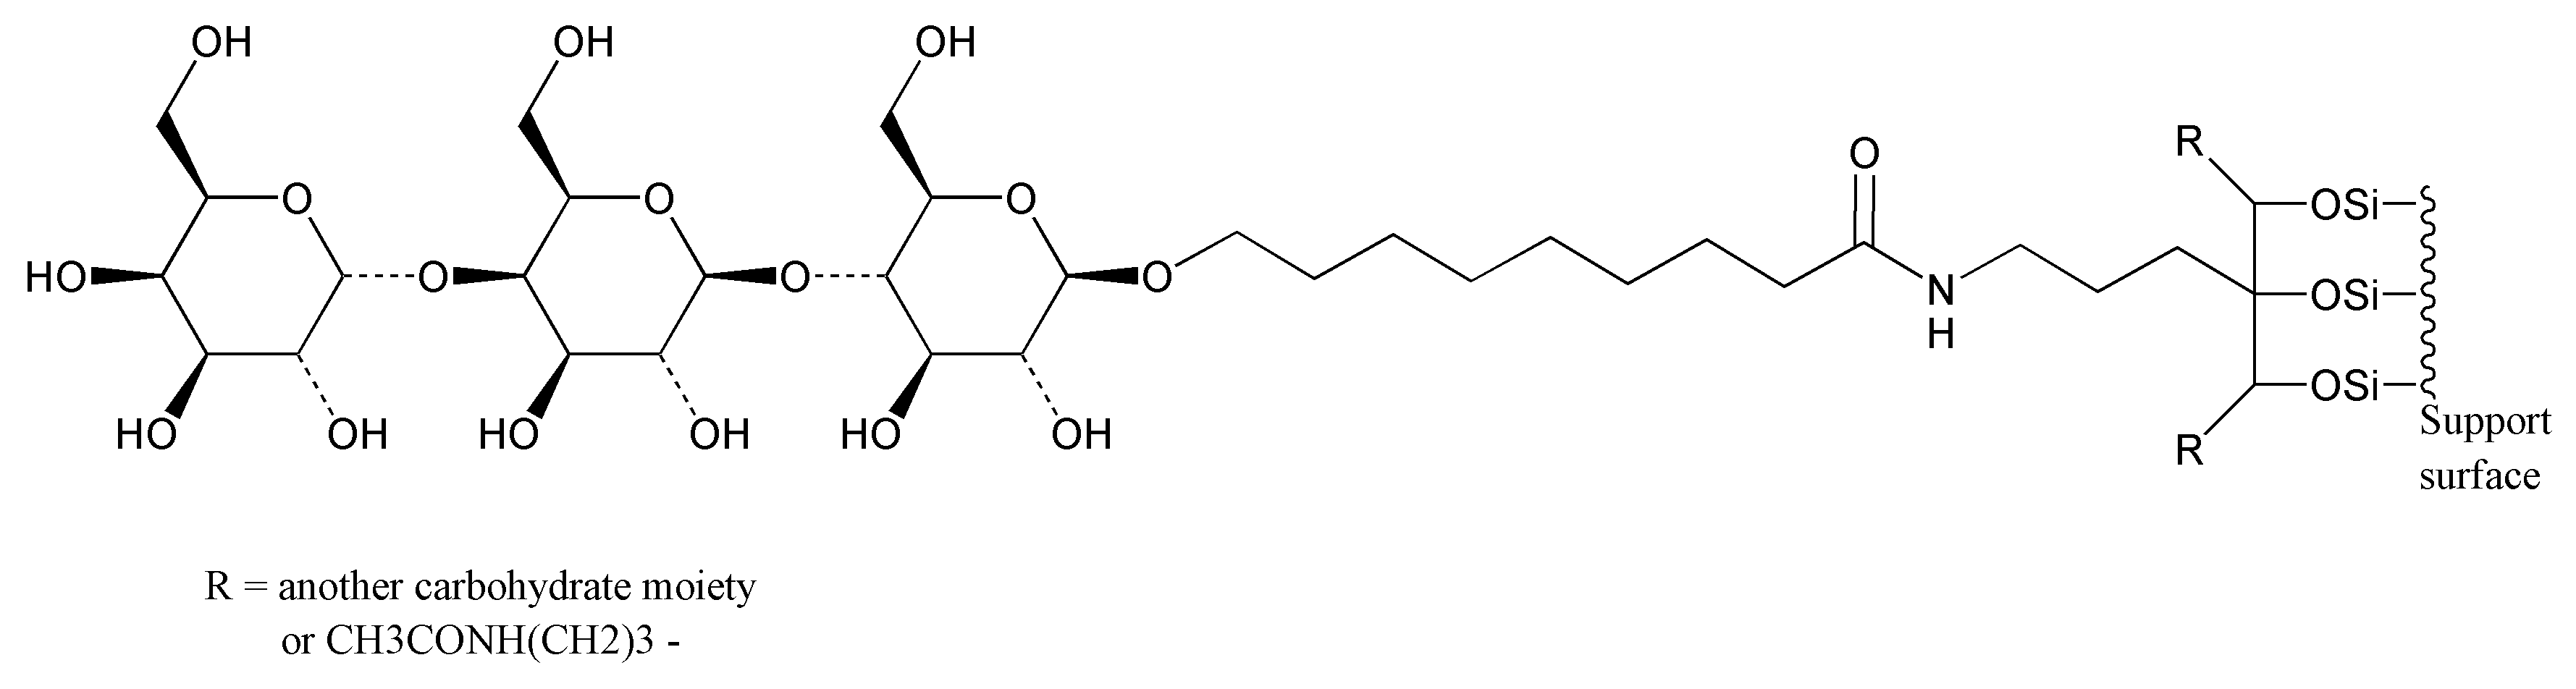 OH OH OH
O O O
HO O O O
HO OH HO OH HO OH
O
N
H
R
OSi
OSi
OSi
R
Support
surface
R = another carbohydrate moiety
or CH3CONH(CH2)3 -